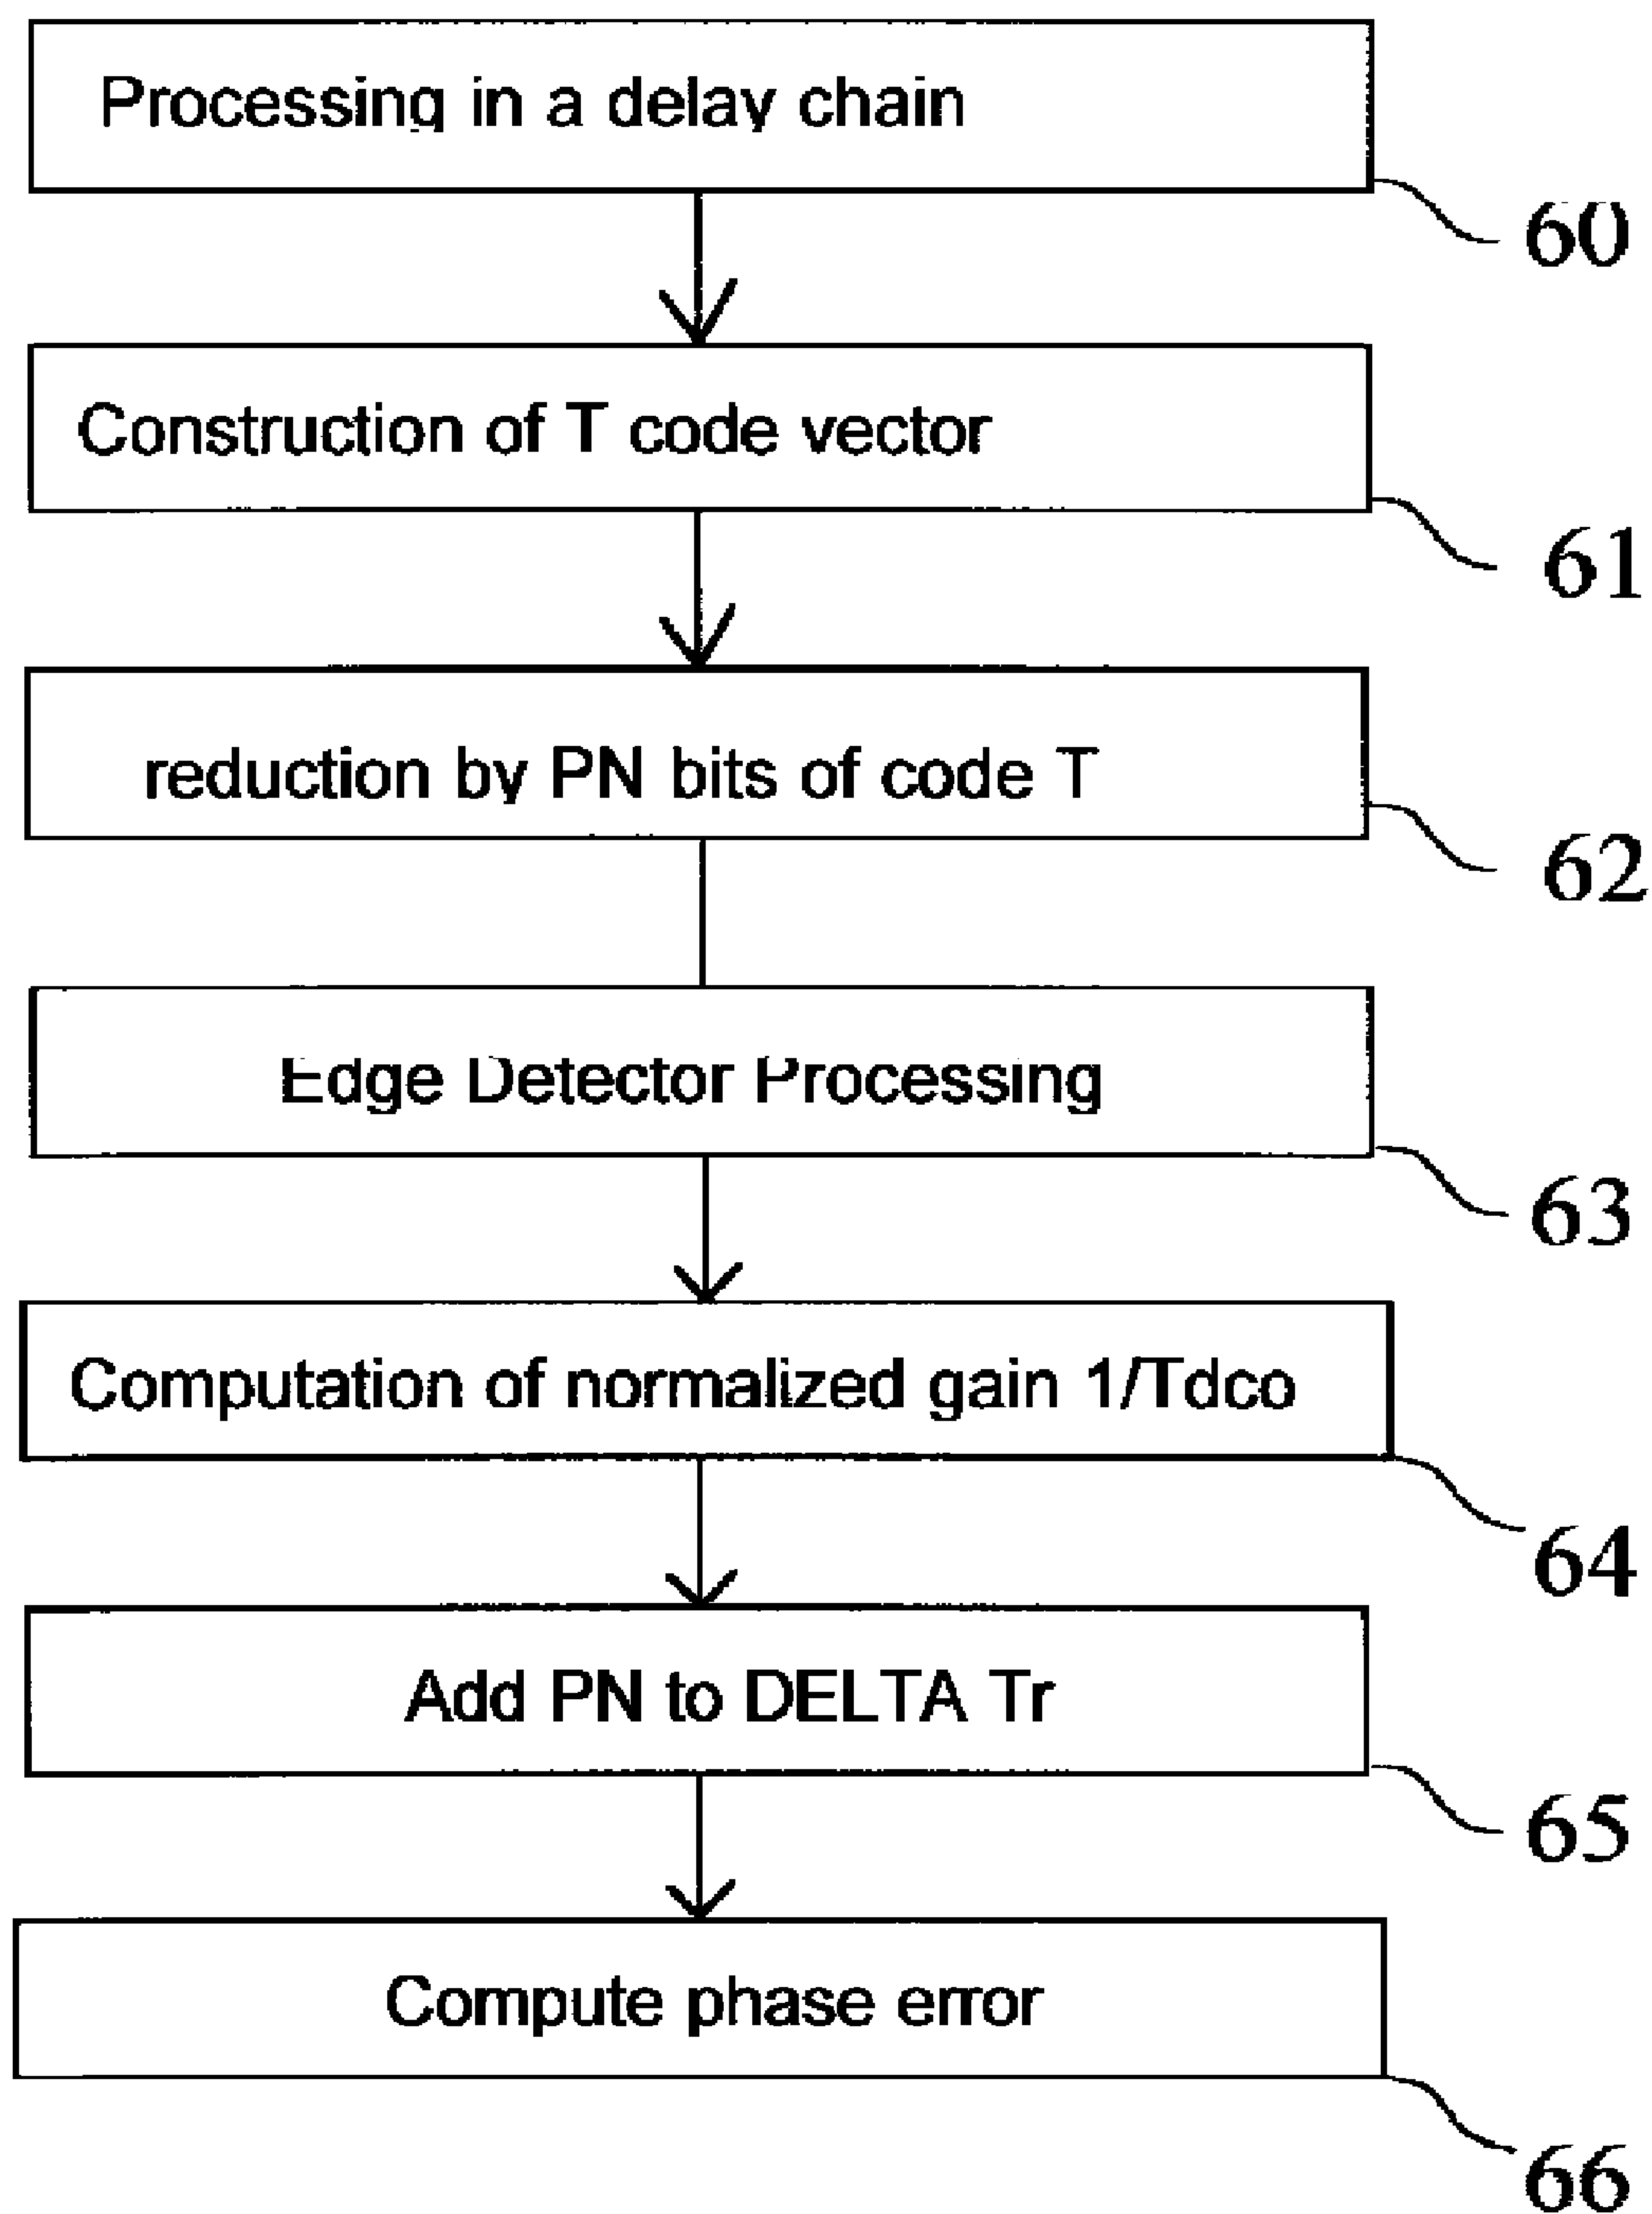 Processing in a delay chain
60
Construction of T code vector
61
reduction by PN bits of code T
62
Edge Detector Processing
63
Computation of normalized gain 1/Tdco
64
Add PN to DELTA Tr
65
Compute phase error
66